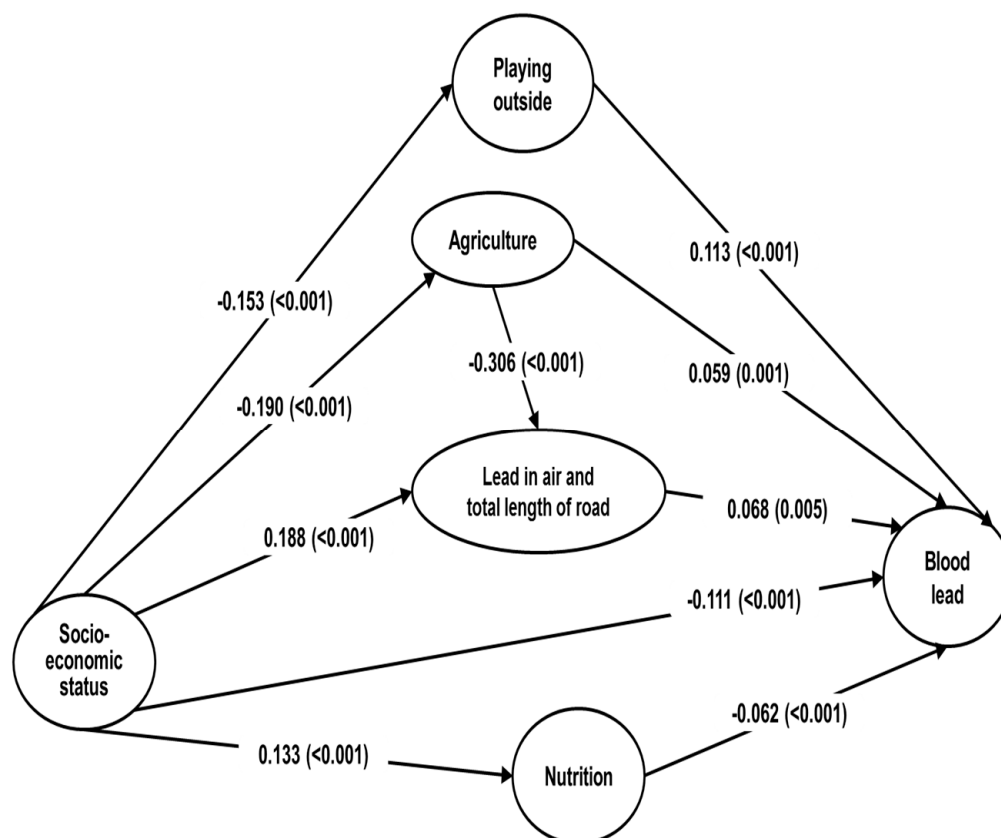 Playing
outside
Agriculture
0.113 (<0.001)
-0.153 (<0.001)
-0.306 (<0.001)
0.059 (0.001)
-0.190 (<0.001)
Lead in air and
total length of road
0.068 (0.005)
0.188 (<0.001)
Blood
lead
-0.111 (<0.001)
Socio-
economic
status
-0.062 (<0.001)
0.133 (<0.001)
Nutrition